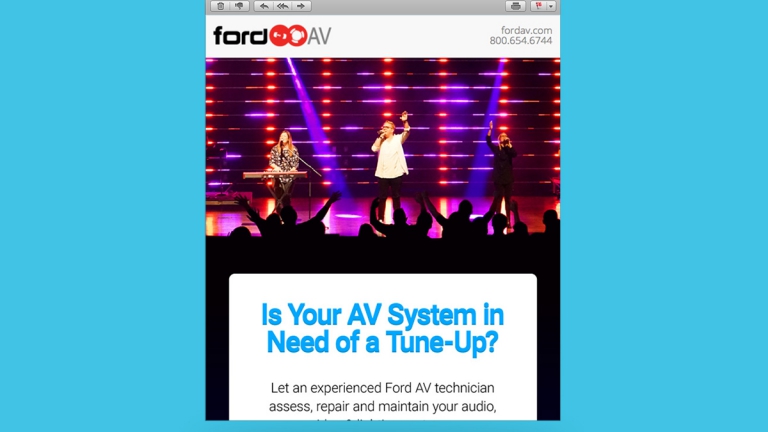 ford AV
fordav.com
800.654.6744
Is Your AV System in
Need of a Tune-Up?
Let an experienced Ford AV technician
assess, repair and maintain your audio,